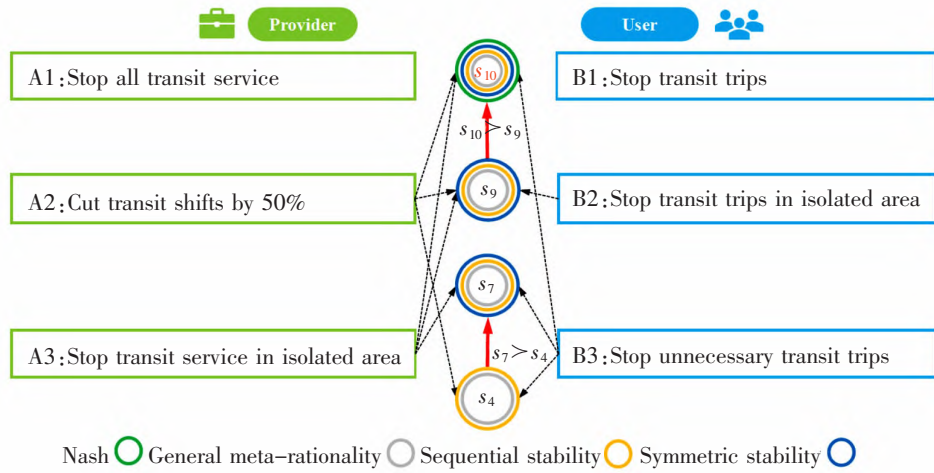 Provider
User
A1:Stop all transit service
s10
B1:Stop transit trips
s10≻s9
A2:Cut transit shifts by 50%
s9
B2:Stop transit trips in isolated area
s7
A3:Stop transit service in isolated area
s7≻s4
B3:Stop unnecessary transit trips
s4
Nash General meta-rationality Sequential stability Symmetric stability